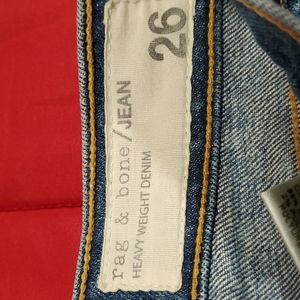 rag & bone/JEAN
HEAVY WEIGHT DENIM
26